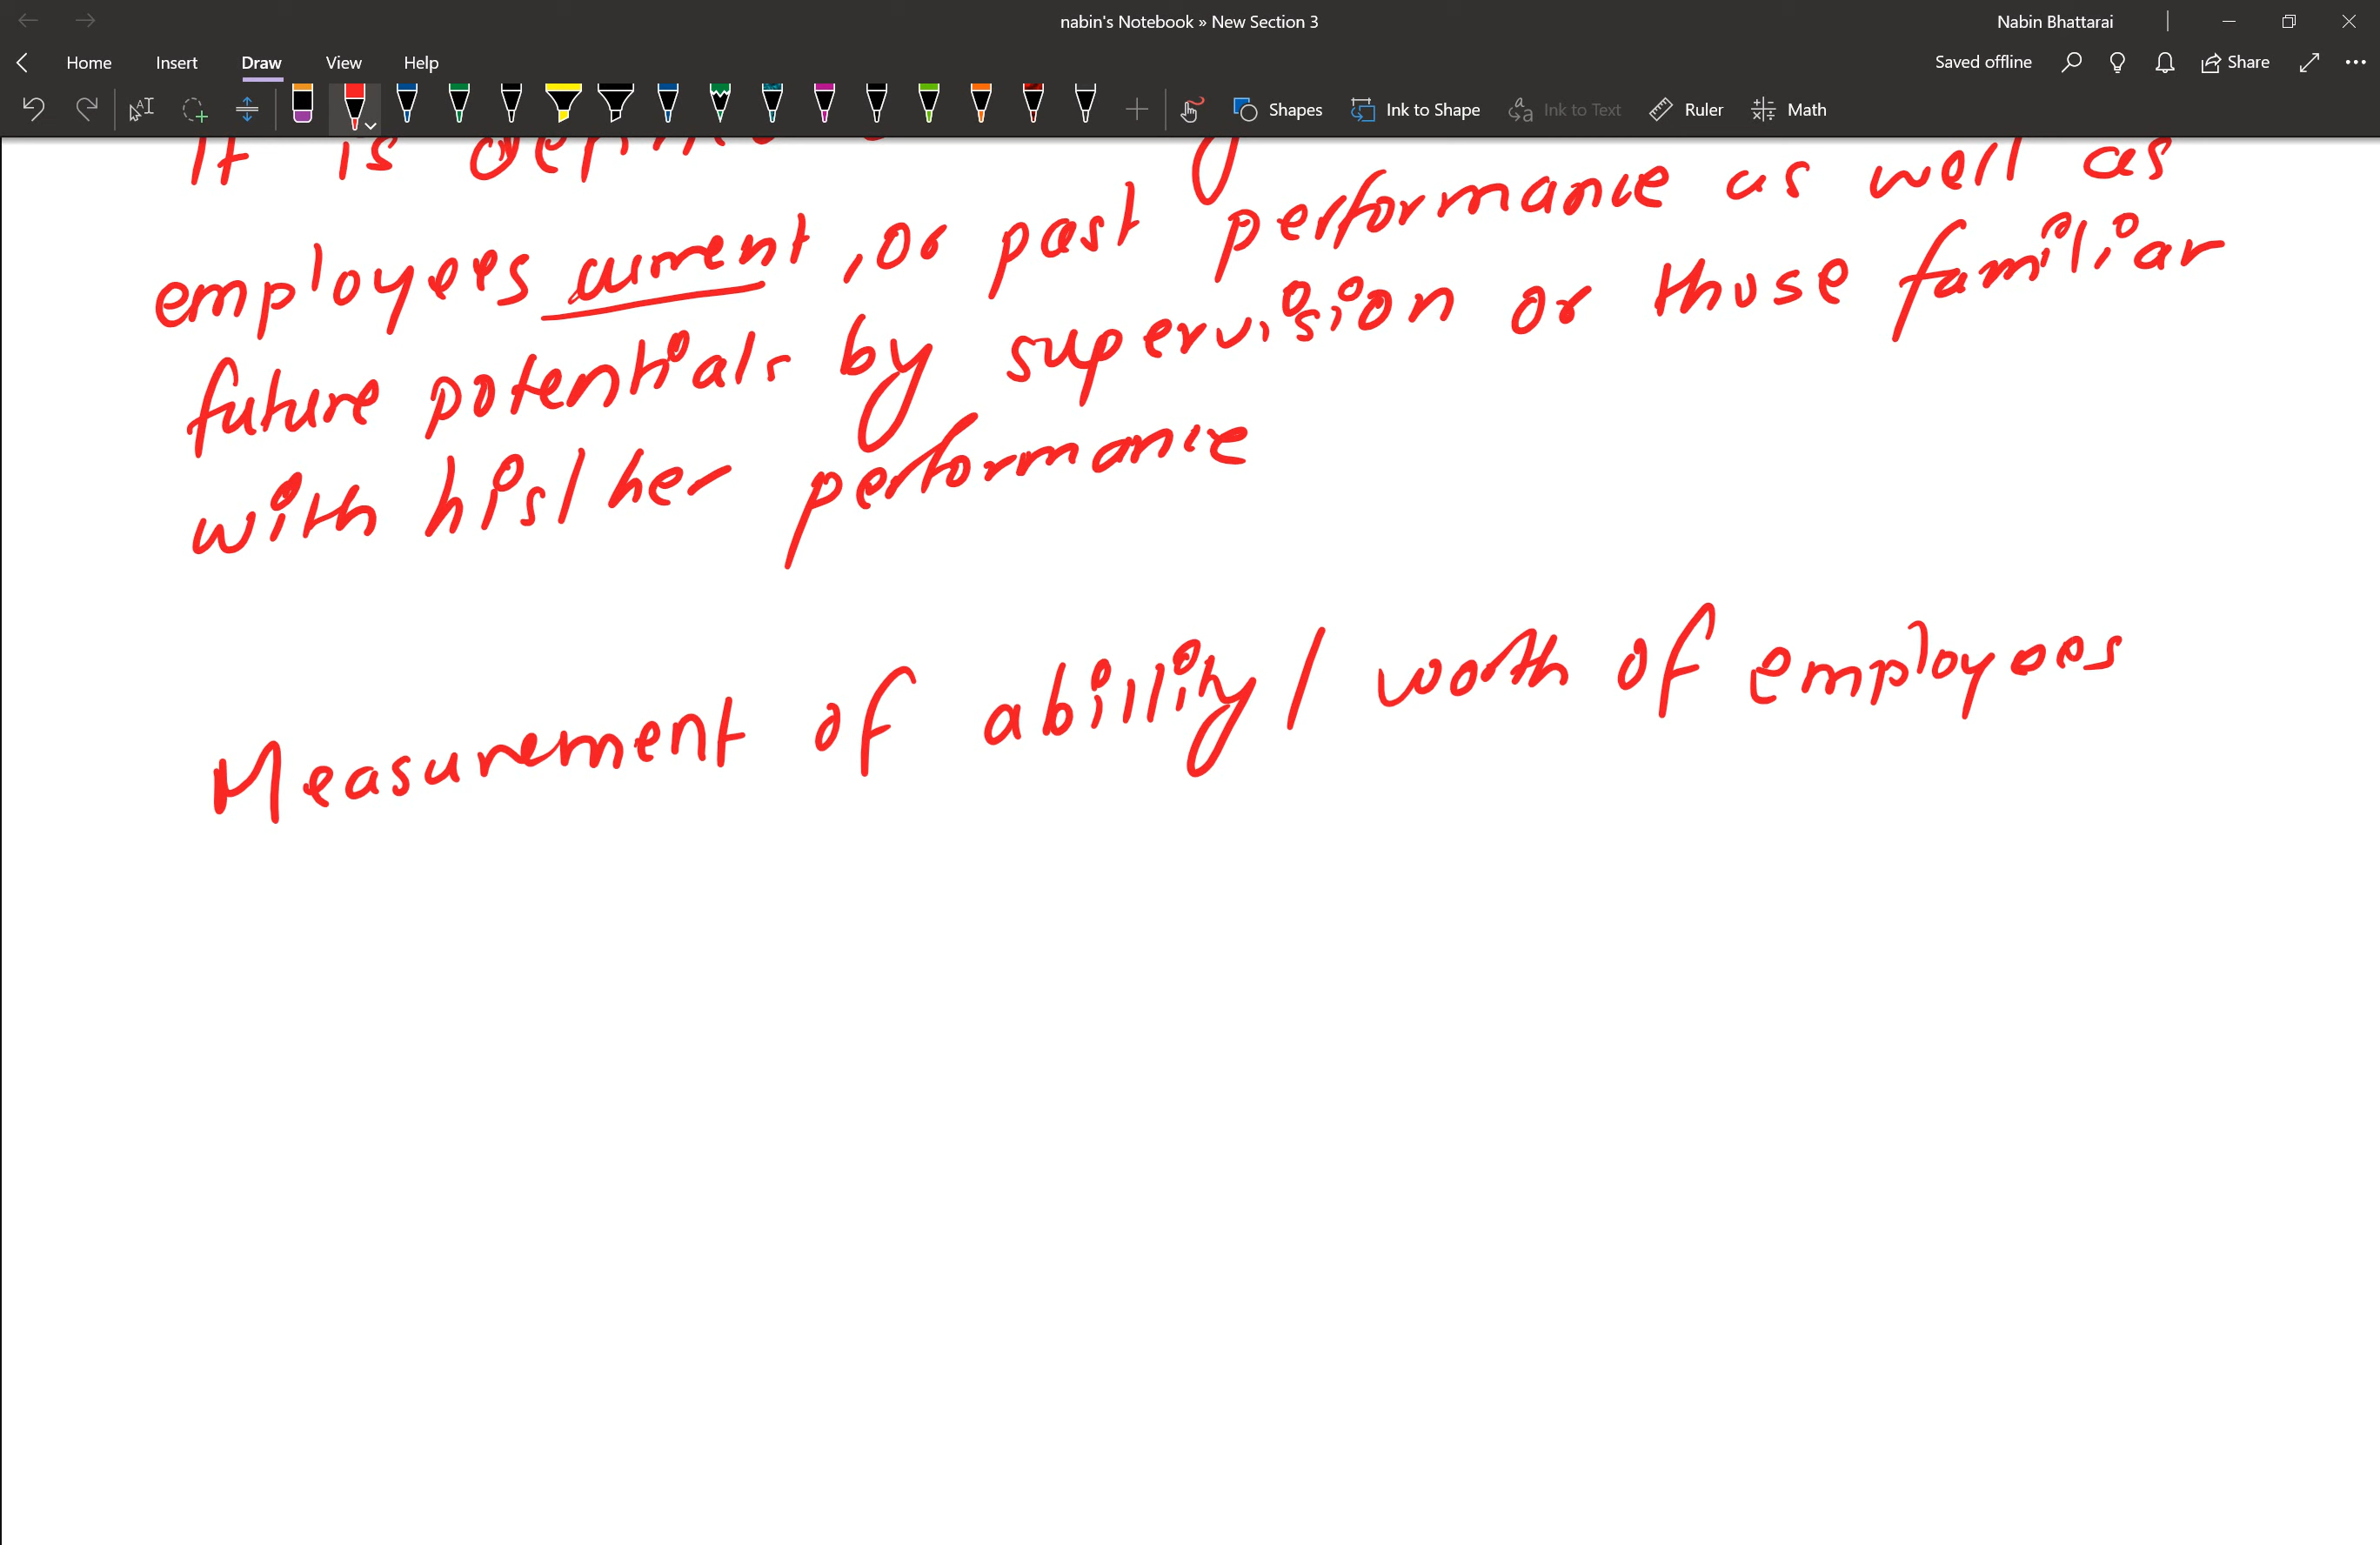 nabin's Notebook » New Section 3
Nabin Bhattarai
Home Insert Draw View Help
Saved offline
Share
Shapes Ink to Shape Ink to Text Ruler Math
It is
employees current, or past performance as well as
future potentials by supervision or those familiar
with his/her performance
Measurement of ability/ worth of employees